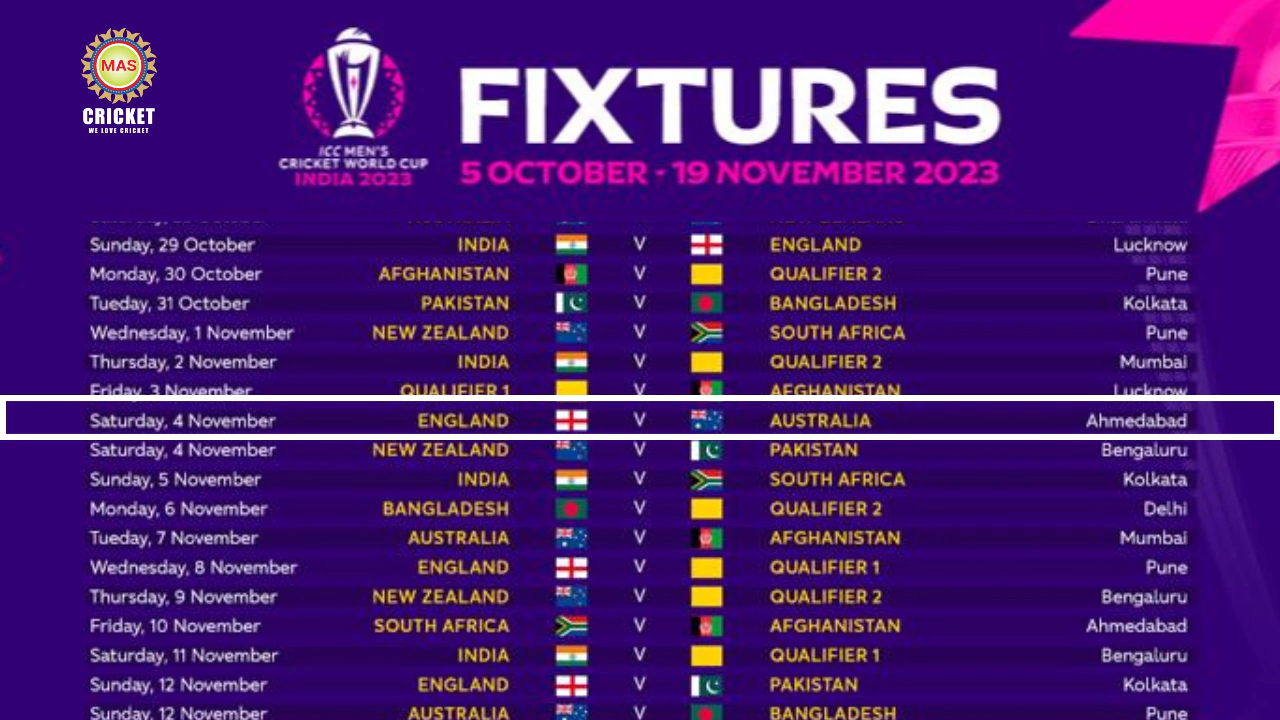 MAS
CRICKET
WE LOVE CRICKET
ICC MEN'S
CRICKET WORLD CUP
INDIA 2023
FIXTURES
5 OCTOBER - 19 NOVEMBER 2023
Sunday, 29 October INDIA V ENGLAND Lucknow
Monday, 30 October AFGHANISTAN V QUALIFIER 2 Pune
Tueday, 31 October PAKISTAN V BANGLADESH Kolkata
Wednesday, 1 November NEW ZEALAND V SOUTH AFRICA Pune
Thursday, 2 November INDIA V QUALIFIER 2 Mumbai
Friday, 3 November QUALIFIER 1 V AFGHANISTAN Lucknow
Saturday, 4 November ENGLAND V AUSTRALIA Ahmedabad
Saturday, 4 November NEW ZEALAND V PAKISTAN Bengaluru
Sunday, 5 November INDIA V SOUTH AFRICA Kolkata
Monday, 6 November BANGLADESH V QUALIFIER 2 Delhi
Tueday, 7 November AUSTRALIA V AFGHANISTAN Mumbai
Wednesday, 8 November ENGLAND V QUALIFIER 1 Pune
Thursday, 9 November NEW ZEALAND V QUALIFIER 2 Bengaluru
Friday, 10 November SOUTH AFRICA V AFGHANISTAN Ahmedabad
Saturday, 11 November INDIA V QUALIFIER 1 Bengaluru
Sunday, 12 November ENGLAND V PAKISTAN Kolkata
Sunday, 12 November AUSTRALIA V BANGLADESH Pune